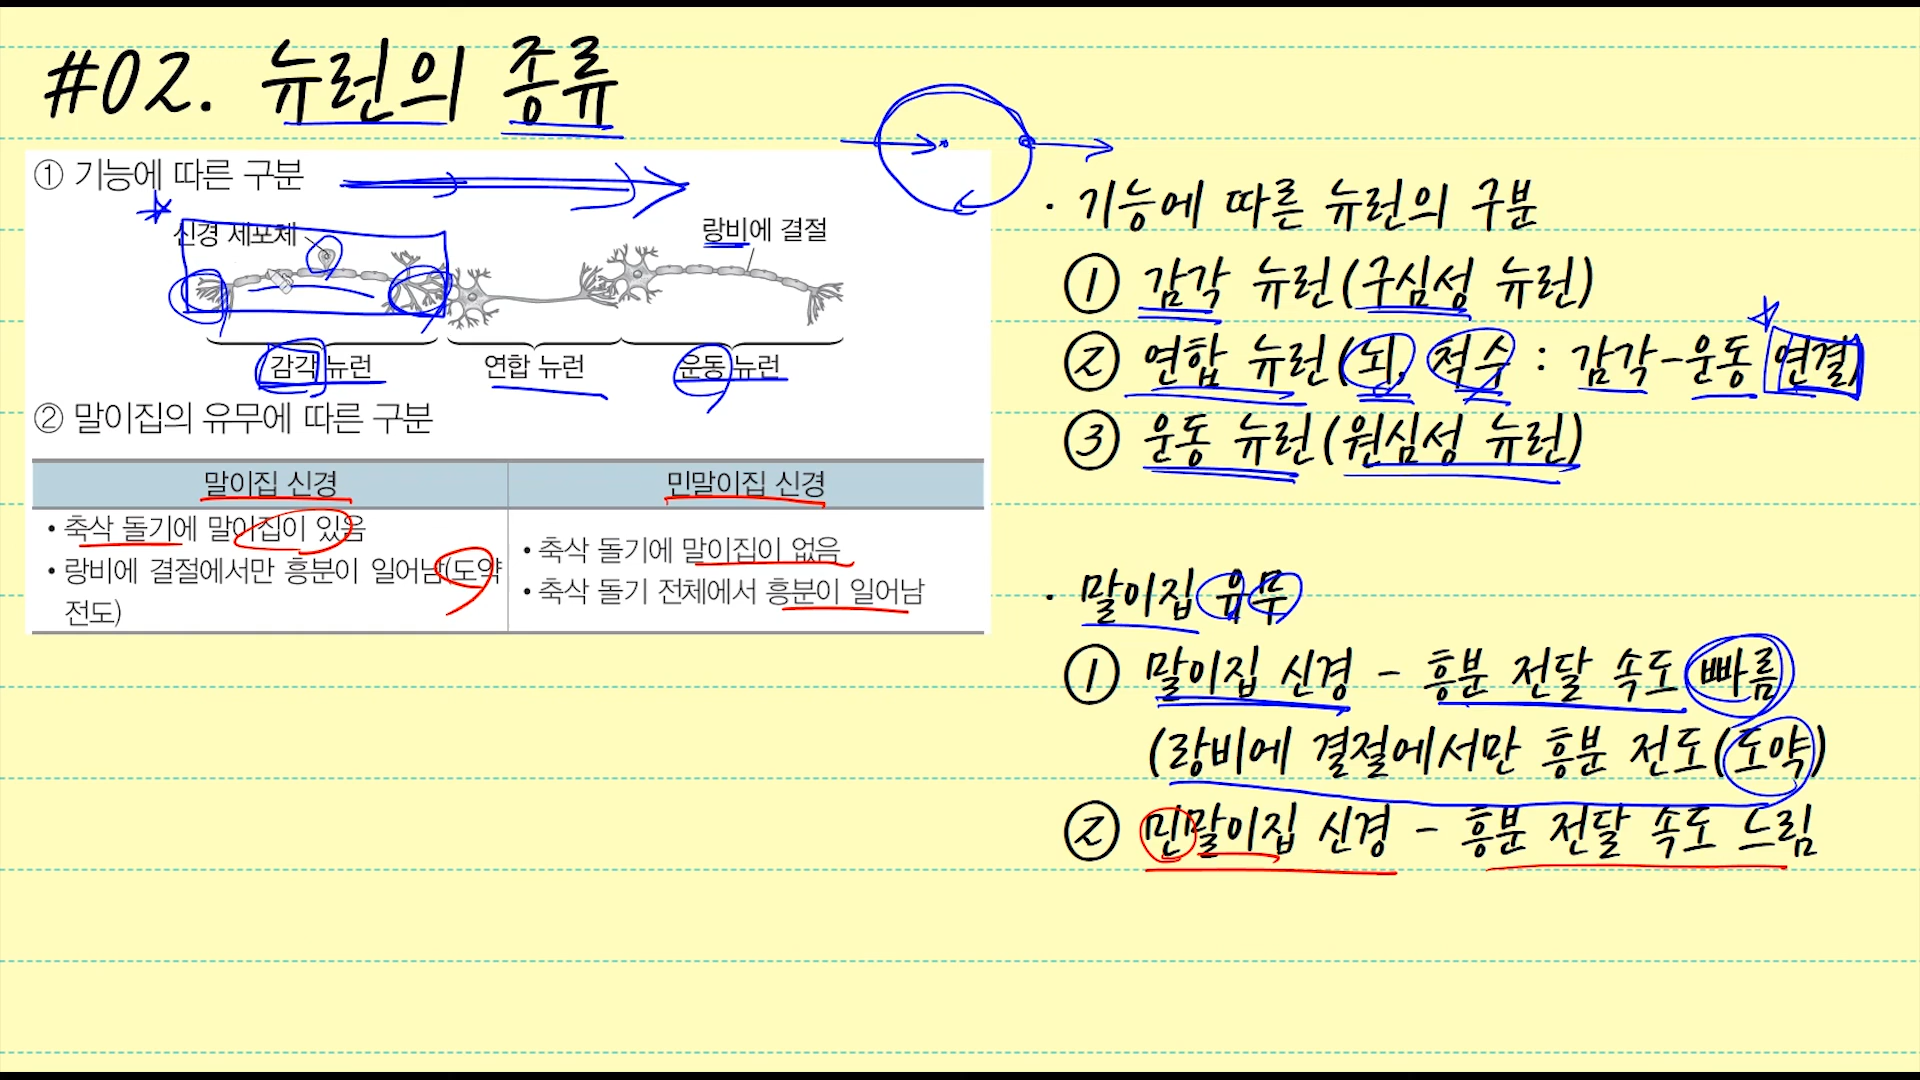 #02. 뉴런의 종류
① 기능에 따른 구분
신경 세포체
랑비에 결절
감각 뉴런
연합 뉴런
운동 뉴런
② 말이집의 유무에 따른 구분
말이집 신경
민말이집 신경
• 축삭 돌기에 말이집이 있음
• 랑비에 결절에서만 흥분이 일어남(도약
전도)
• 축삭 돌기에 말이집이 없음
• 축삭 돌기 전체에서 흥분이 일어남
· 기능에 따른 뉴런의 구분
① 감각 뉴런(구심성 뉴런)
② 연합 뉴런(뇌, 척수 : 감각-운동 연결)
③ 운동 뉴런(원심성 뉴런)
· 말이집 유무
① 말이집 신경 - 흥분 전달 속도 빠름
(랑비에 결절에서만 흥분 전도(도약)
② 민말이집 신경 - 흥분 전달 속도 드림